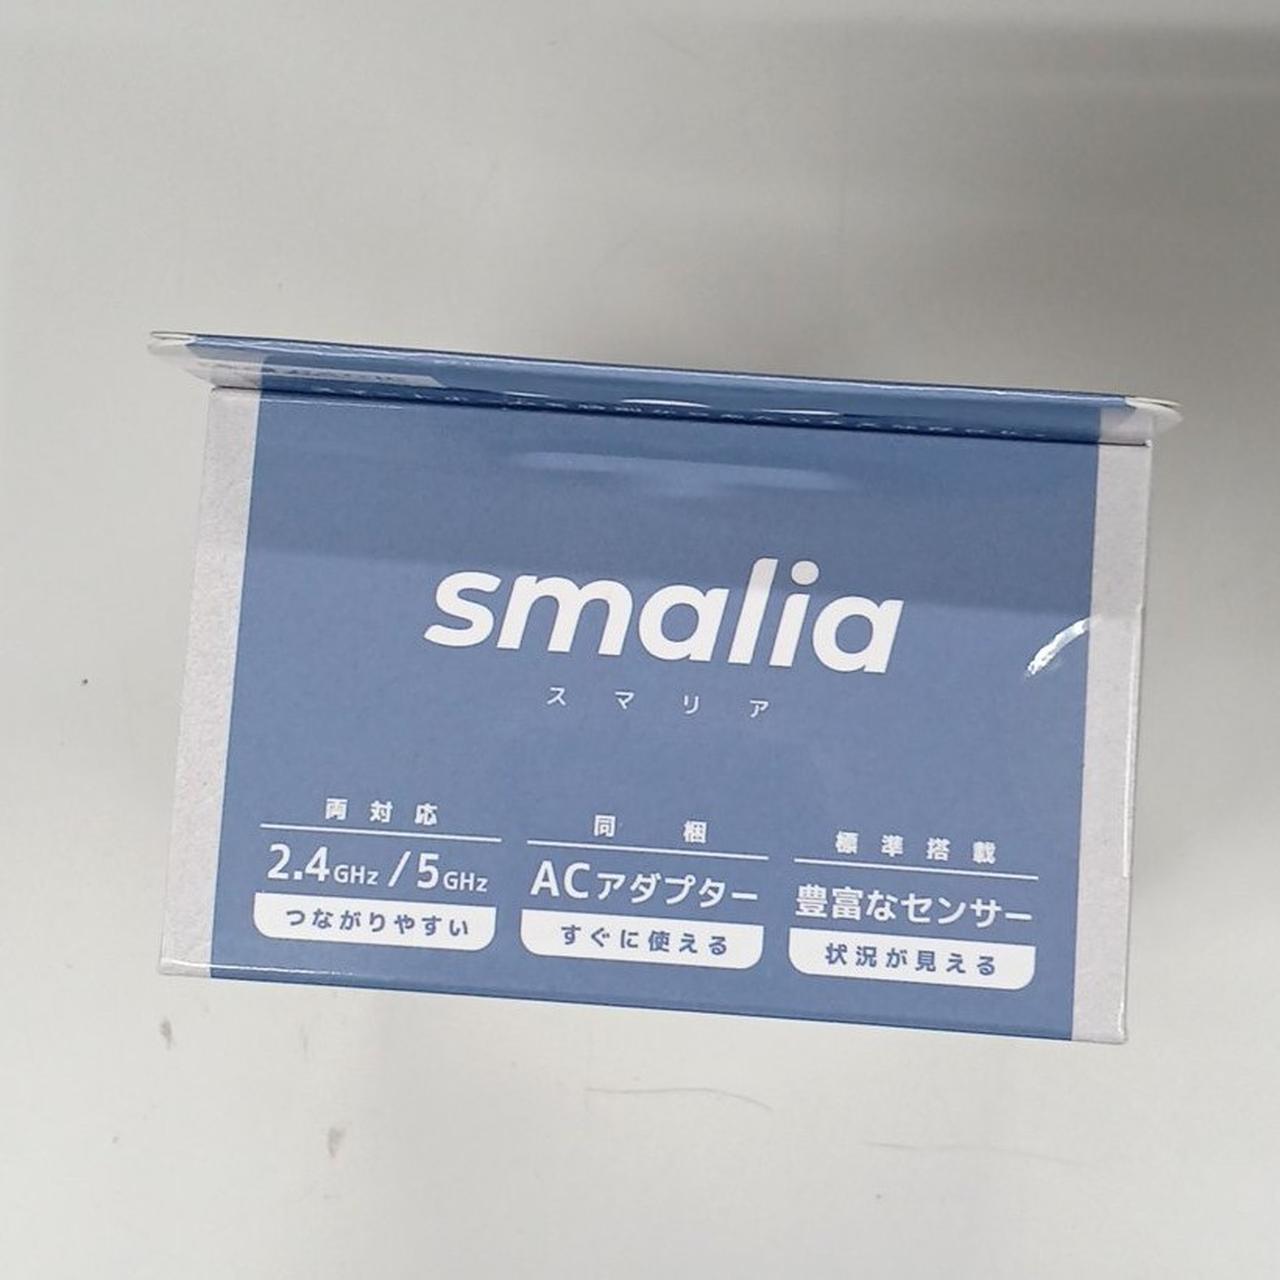 smalia
スマリア
両対応
2.4GHz/5GHz
つながりやすい
同梱
ACアダプター
すぐに使える
標準搭載
豊富なセンサー
状況が見える